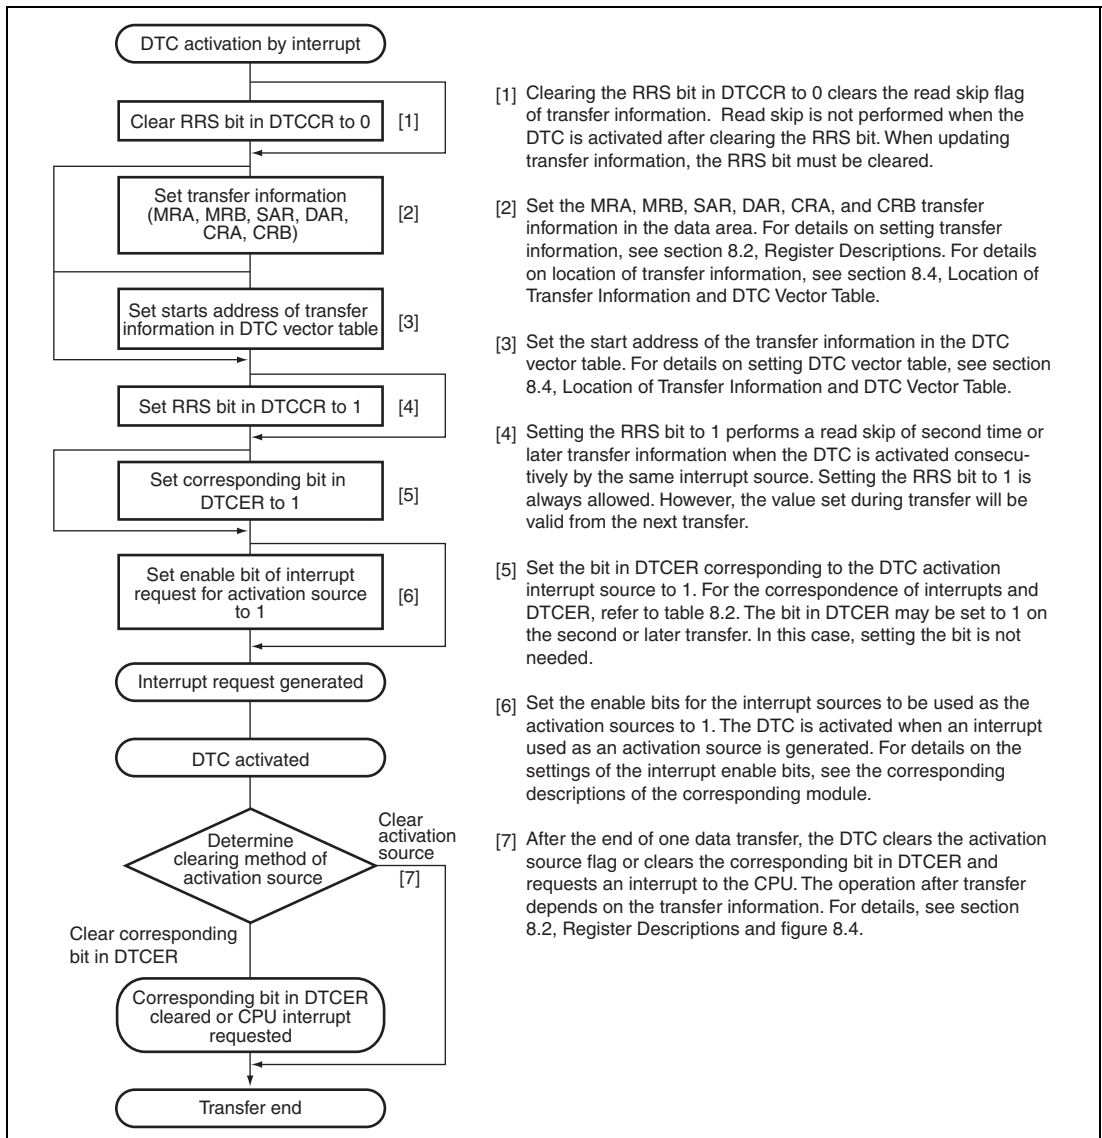 DTC activation by interrupt
Clear RRS bit in DTCCR to 0
[1]
Set transfer information
(MRA, MRB, SAR, DAR,
CRA, CRB)
[2]
Set starts address of transfer
information in DTC vector table
[3]
Set RRS bit in DTCCR to 1
[4]
Set corresponding bit in
DTCER to 1
[5]
Set enable bit of interrupt
request for activation source
to 1
[6]
Interrupt request generated
DTC activated
Determine
clearing method of
activation source
Clear
activation
source
[7]
Clear corresponding
bit in DTCER
Corresponding bit in DTCER
cleared or CPU interrupt
requested
Transfer end
[1] Clearing the RRS bit in DTCCR to 0 clears the read skip flag
of transfer information. Read skip is not performed when the
DTC is activated after clearing the RRS bit. When updating
transfer information, the RRS bit must be cleared.
[2] Set the MRA, MRB, SAR, DAR, CRA, and CRB transfer
information in the data area. For details on setting transfer
information, see section 8.2, Register Descriptions. For details
on location of transfer information, see section 8.4, Location of
Transfer Information and DTC Vector Table.
[3] Set the start address of the transfer information in the DTC
vector table. For details on setting DTC vector table, see section
8.4, Location of Transfer Information and DTC Vector Table.
[4] Setting the RRS bit to 1 performs a read skip of second time or
later transfer information when the DTC is activated consecu-
tively by the same interrupt source. Setting the RRS bit to 1 is
always allowed. However, the value set during transfer will be
valid from the next transfer.
[5] Set the bit in DTCER corresponding to the DTC activation
interrupt source to 1. For the correspondence of interrupts and
DTCER, refer to table 8.2. The bit in DTCER may be set to 1 on
the second or later transfer. In this case, setting the bit is not
needed.
[6] Set the enable bits for the interrupt sources to be used as the
activation sources to 1. The DTC is activated when an interrupt
used as an activation source is generated. For details on the
settings of the interrupt enable bits, see the corresponding
descriptions of the corresponding module.
[7] After the end of one data transfer, the DTC clears the activation
source flag or clears the corresponding bit in DTCER and
requests an interrupt to the CPU. The operation after transfer
depends on the transfer information. For details, see section
8.2, Register Descriptions and figure 8.4.